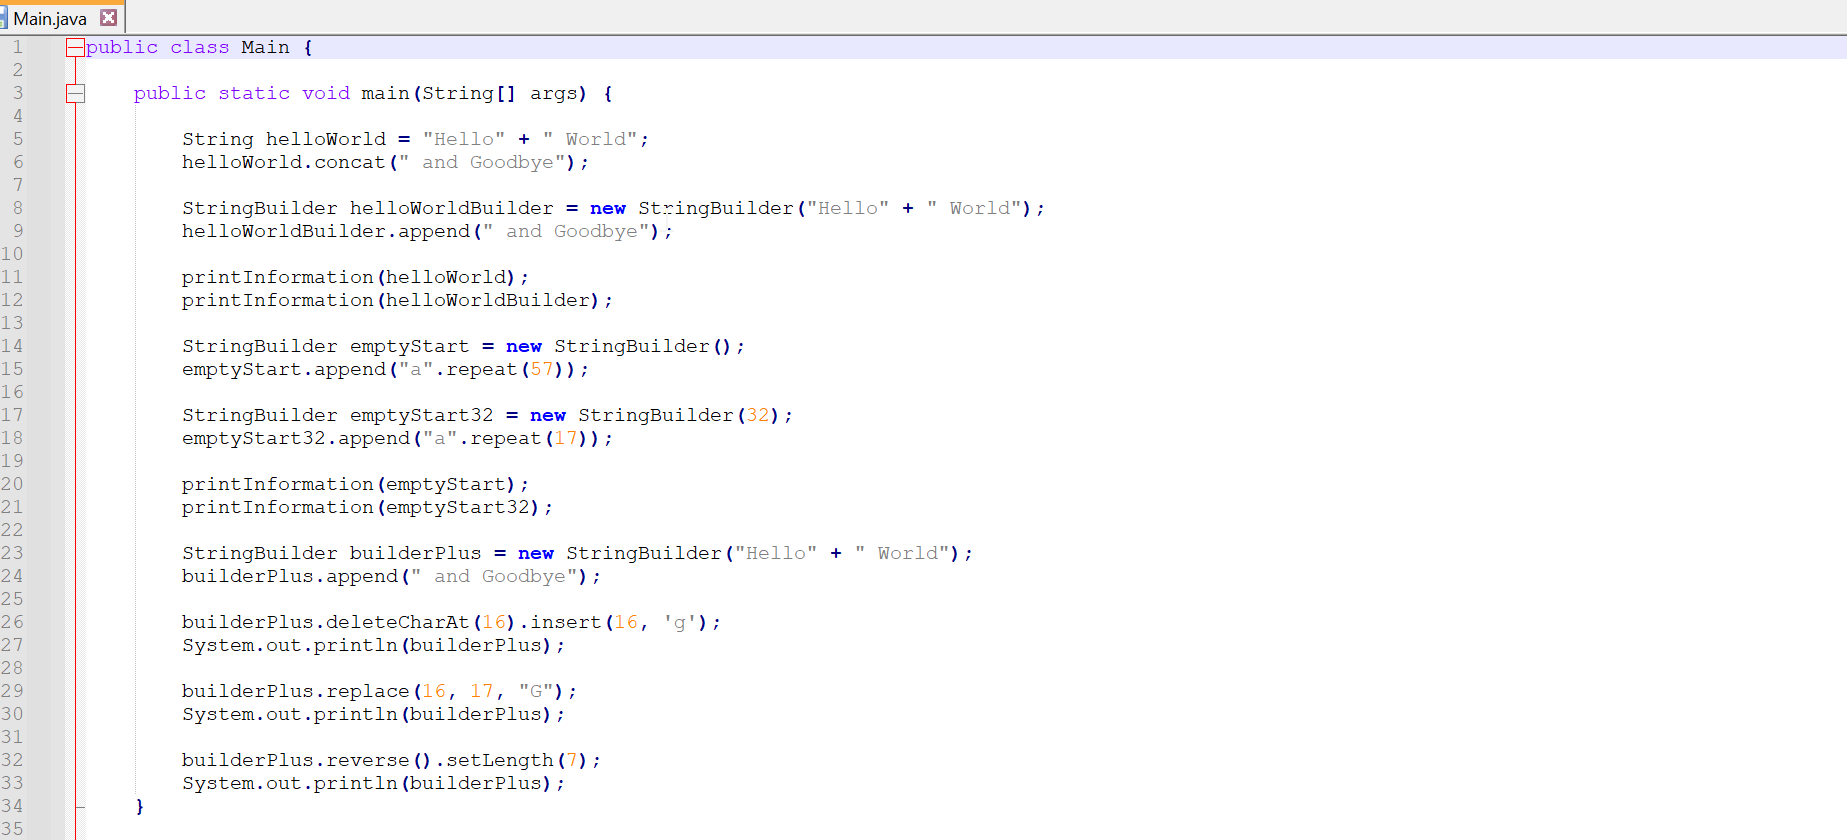 Main.java
1 public class Main {
2
3 public static void main(String[] args) {
4
5 String helloWorld = "Hello" + " World";
6 helloWorld.concat(" and Goodbye");
7
8 StringBuilder helloWorldBuilder = new StringBuilder("Hello" + " World");
9 helloWorldBuilder.append(" and Goodbye");
10
11 printInformation(helloWorld);
12 printInformation(helloWorldBuilder);
13
14 StringBuilder emptyStart = new StringBuilder();
15 emptyStart.append("a".repeat(57));
16
17 StringBuilder emptyStart32 = new StringBuilder(32);
18 emptyStart32.append("a".repeat(17));
19
20 printInformation(emptyStart);
21 printInformation(emptyStart32);
22
23 StringBuilder builderPlus = new StringBuilder("Hello" + " World");
24 builderPlus.append(" and Goodbye");
25
26 builderPlus.deleteCharAt(16).insert(16, 'g');
27 System.out.println(builderPlus);
28
29 builderPlus.replace(16, 17, "G");
30 System.out.println(builderPlus);
31
32 builderPlus.reverse().setLength(7);
33 System.out.println(builderPlus);
34 }
35